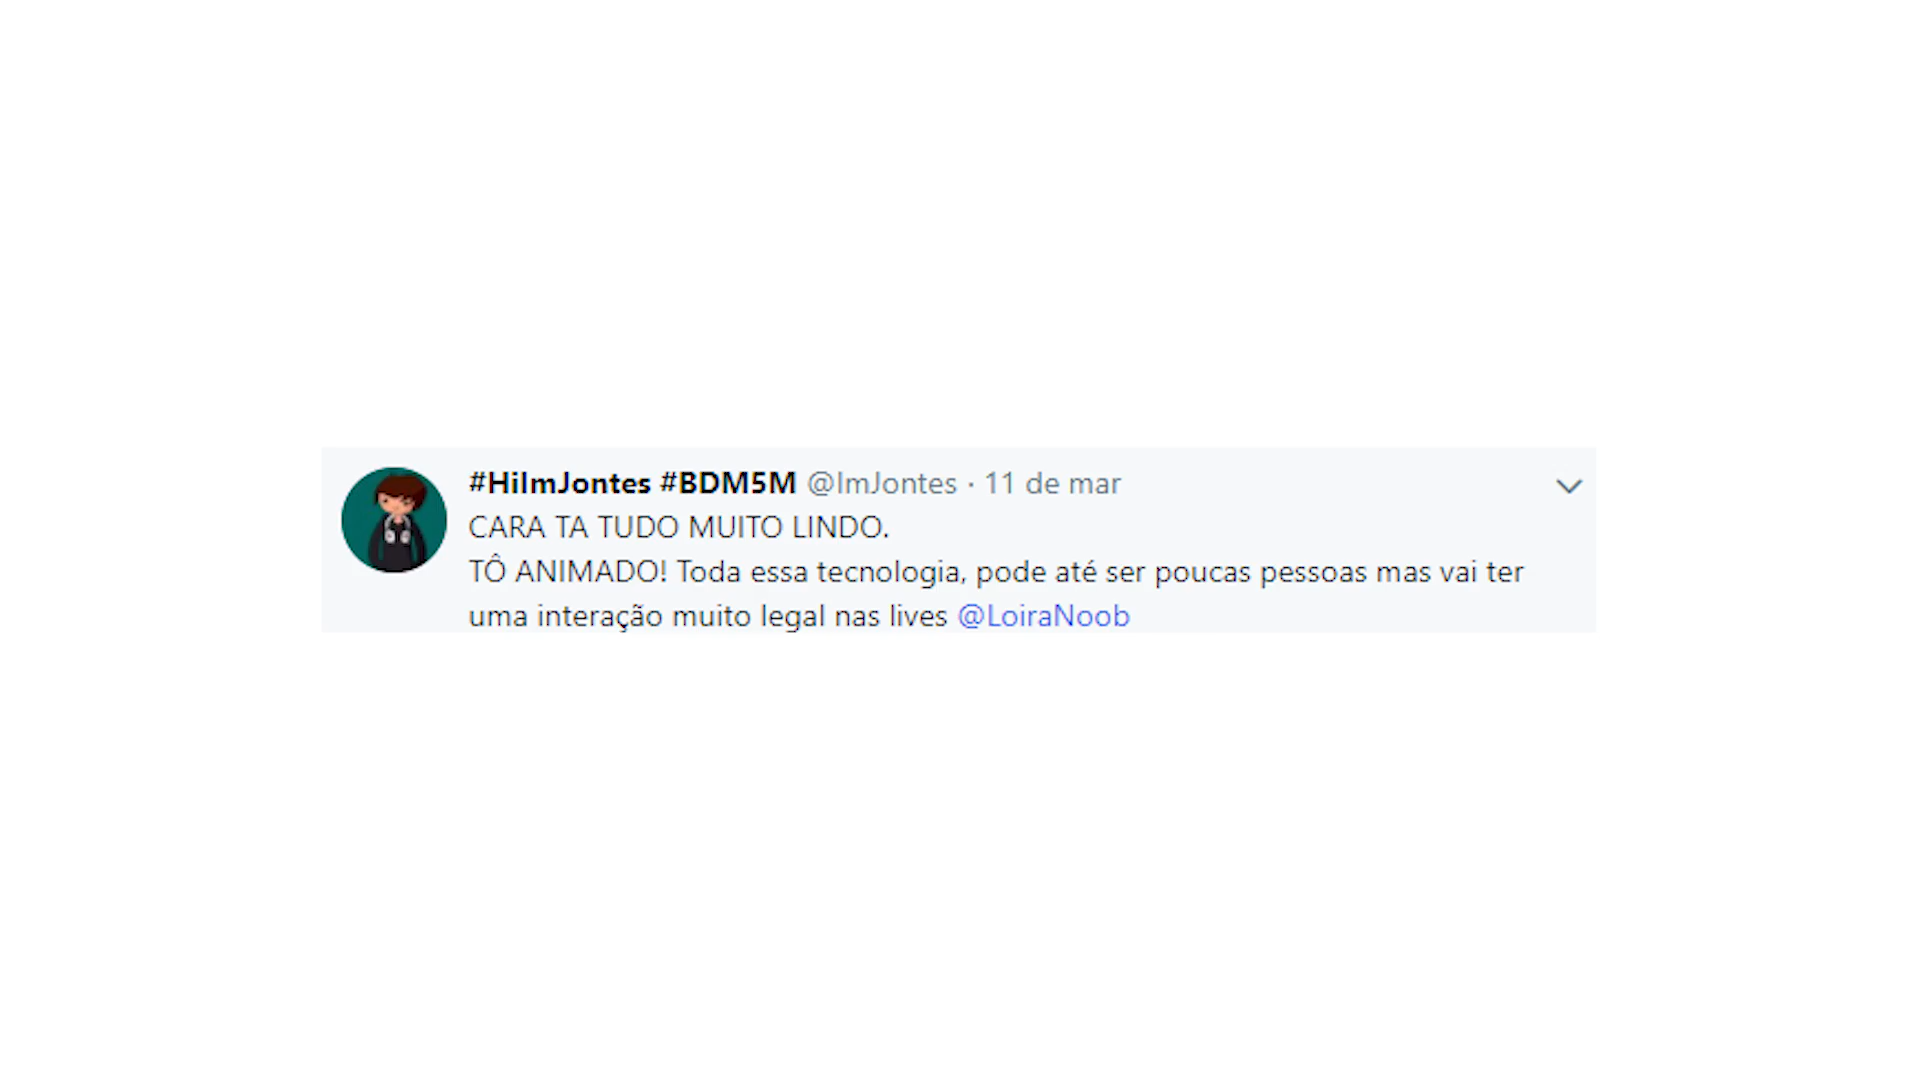 #HiImJontes #BDM5M @ImJontes · 11 de mar
CARA TA TUDO MUITO LINDO.
TÔ ANIMADO! Toda essa tecnologia, pode até ser poucas pessoas mas vai ter
uma interação muito legal nas lives @LoiraNoob